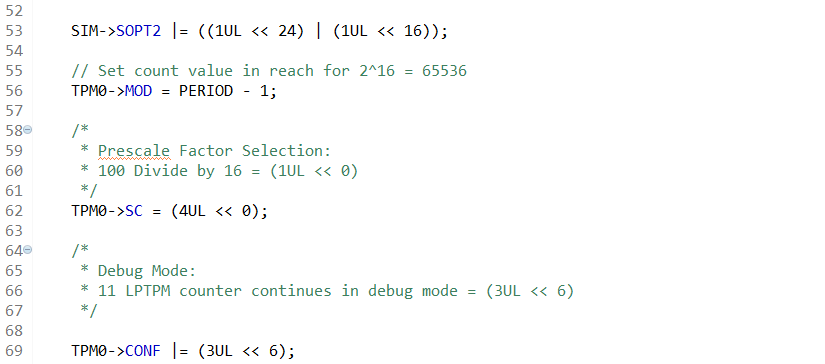 52
53 SIM->SOPT2 |= ((1UL << 24) | (1UL << 16));
54
55 // Set count value in reach for 2^16 = 65536
56 TPM0->MOD = PERIOD - 1;
57
58 /*
59 * Prescale Factor Selection:
60 * 100 Divide by 16 = (1UL << 0)
61 */
62 TPM0->SC = (4UL << 0);
63
64 /*
65 * Debug Mode:
66 * 11 LPTPM counter continues in debug mode = (3UL << 6)
67 */
68
69 TPM0->CONF |= (3UL << 6);